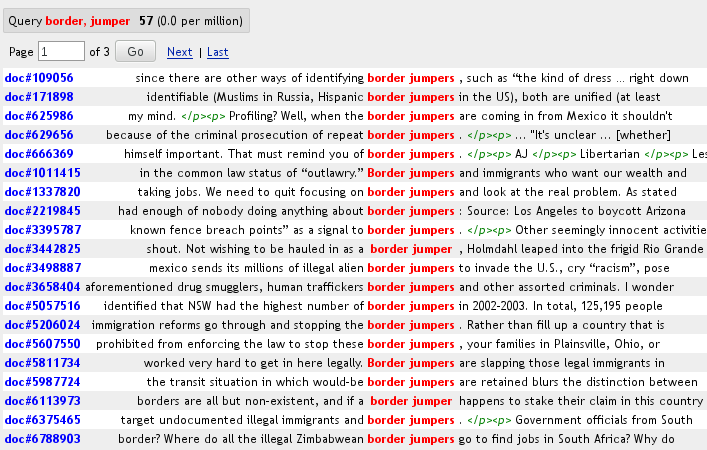 Query border, jumper 57 (0.0 per million)
Page 1 of 3 Go Next | Last
doc#109056 since there are other ways of identifying border jumpers , such as “the kind of dress ... right down
doc#171898 identifiable (Muslims in Russia, Hispanic border jumpers in the US), both are unified (at least
doc#625986 my mind. </p><p> Profiling? Well, when the border jumpers are coming in from Mexico it shouldn't
doc#629656 because of the criminal prosecution of repeat border jumpers . </p><p> ... "It's unclear ... [whether]
doc#666369 himself important. That must remind you of border jumpers . </p><p> AJ </p><p> Libertarian </p><p> Les
doc#1011415 in the common law status of “outlawry.” Border jumpers and immigrants who want our wealth and
doc#1337820 taking jobs. We need to quit focusing on border jumpers and look at the real problem. As stated
doc#2219845 had enough of nobody doing anything about border jumpers : Source: Los Angeles to boycott Arizona
doc#3395787 known fence breach points” as a signal to border jumpers . </p><p> Other seemingly innocent activitie
doc#3442825 shout. Not wishing to be hauled in as a border jumper , Holmdahl leaped into the frigid Rio Grande
doc#3498887 mexico sends its millions of illegal alien border jumpers to invade the U.S., cry “racism”, pose
doc#3658404 aforementioned drug smugglers, human traffickers border jumpers and other assorted criminals. I wonder
doc#5057516 identified that NSW had the highest number of border jumpers in 2002-2003. In total, 125,195 people
doc#5206024 immigration reforms go through and stopping the border jumpers . Rather than fill up a country that is
doc#5607550 prohibited from enforcing the law to stop these border jumpers , your families in Plainsville, Ohio, or
doc#5811734 worked very hard to get in here legally. Border jumpers are slapping those legal immigrants in
doc#5987724 the transit situation in which would-be border jumpers are retained blurs the distinction between
doc#6113973 borders are all but non-existent, and if a border jumper happens to stake their claim in this country
doc#6375465 target undocumented illegal immigrants and border jumpers . </p><p> Government officials from South
doc#6788903 border? Where do all the illegal Zimbabwean border jumpers go to find jobs in South Africa? Why do